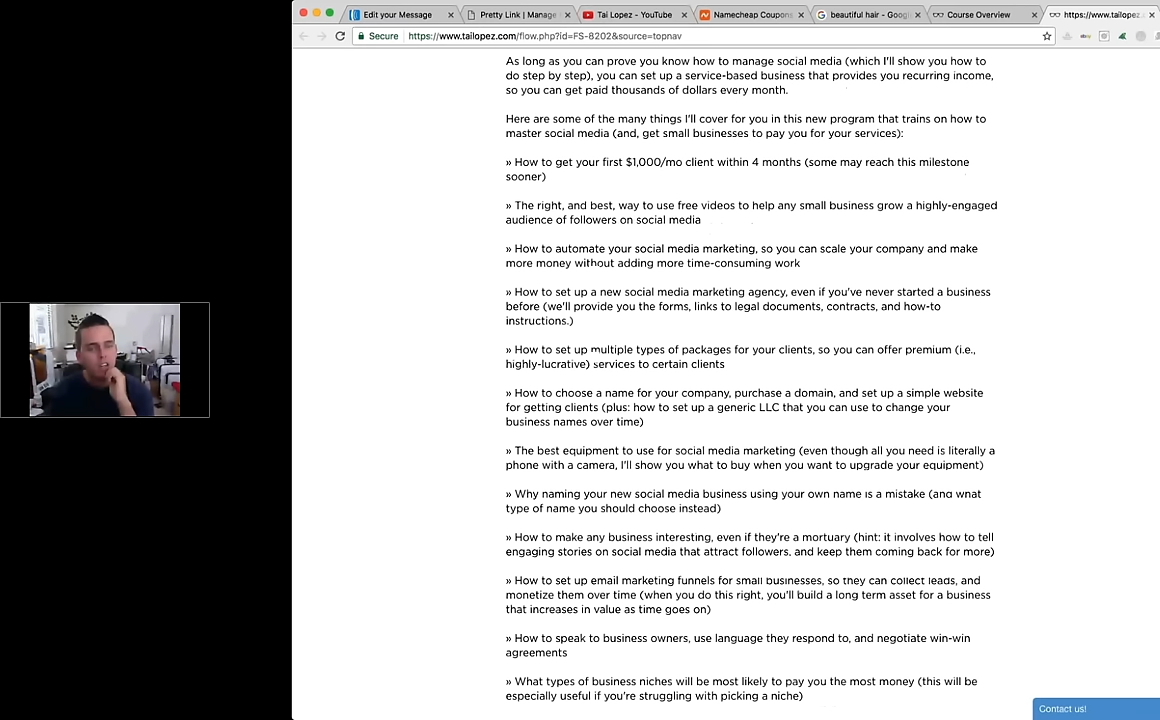 Edit your Message
Pretty Link | Manage
Tai Lopez - YouTube
Namecheap Coupons
beautiful hair - Goog
Course Overview
https://www.tailopez.c
Secure
https://www.tailopez.com/flow.php?id=FS-8202&source=topnav
As long as you can prove you know how to manage social media (which I'll show you how to
do step by step), you can set up a service-based business that provides you recurring income,
so you can get paid thousands of dollars every month.
Here are some of the many things I'll cover for you in this new program that trains on how to
master social media (and, get small businesses to pay you for your services):
» How to get your first $1,000/mo client within 4 months (some may reach this milestone
sooner)
» The right, and best, way to use free videos to help any small business grow a highly-engaged
audience of followers on social media
» How to automate your social media marketing, so you can scale your company and make
more money without adding more time-consuming work
» How to set up a new social media marketing agency, even if you've never started a business
before (we'll provide you the forms, links to legal documents, contracts, and how-to
instructions.)
» How to set up multiple types of packages for your clients, so you can offer premium (i.e.,
highly-lucrative) services to certain clients
» How to choose a name for your company, purchase a domain, and set up a simple website
for getting clients (plus: how to set up a generic LLC that you can use to change your
business names over time)
» The best equipment to use for social media marketing (even though all you need is literally a
phone with a camera, I'll show you what to buy when you want to upgrade your equipment)
» Why naming your new social media business using your own name is a mistake (and what
type of name you should choose instead)
» How to make any business interesting, even if they're a mortuary (hint: it involves how to tell
engaging stories on social media that attract followers, and keep them coming back for more)
» How to set up email marketing funnels for small businesses, so they can collect leads, and
monetize them over time (when you do this right, you'll build a long term asset for a business
that increases in value as time goes on)
» How to speak to business owners, use language they respond to, and negotiate win-win
agreements
» What types of business niches will be most likely to pay you the most money (this will be
especially useful if you're struggling with picking a niche)
Contact us!